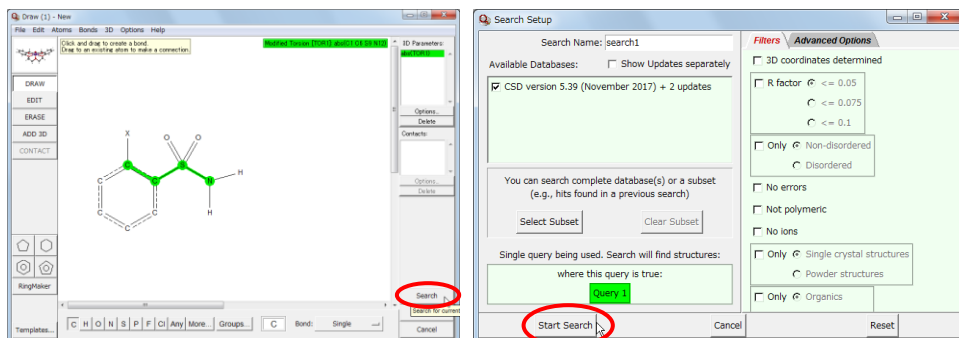 Draw (1) - New
File Edit Atoms Bonds 3D Options Help
Click and drag to create a bond.
Drag to an existing atom to make a connection.
3D Parameters:
DRAW
EDIT
ERASE
ADD 3D
CONTACT
Options...
Delete
Contacts:
Options...
Delete
X
O O
C
S
C
C
N
H
C
C
C
H
RingMaker
Templates...
Search
Search for current
C H O N S P F Cl Any More... Groups... C Bond: Single
Cancel
Search Setup
Search Name: search1
Available Databases: Show Updates separately
CSD version 5.39 (November 2017) + 2 updates
You can search complete database(s) or a subset
(e.g., hits found in a previous search)
Select Subset Clear Subset
Single query being used. Search will find structures:
where this query is true:
Query 1
Filters Advanced Options
3D coordinates determined
R factor <= 0.05
<= 0.075
<= 0.1
Only Non-disordered
Disordered
No errors
Not polymeric
No ions
Only Single crystal structures
Powder structures
Only Organics
Start Search Cancel Reset